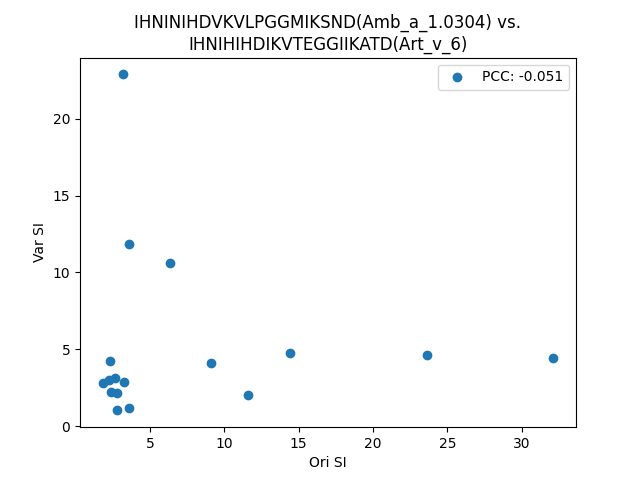 IHNINIHDVKVLPGGMIKSND(Amb_a_1.0304) vs.
IHNIHIHDIKVTEGGIIKATD(Art_v_6)
PCC: -0.051
20
15
10
5
0
Var SI
5
10
15
20
25
30
Ori SI